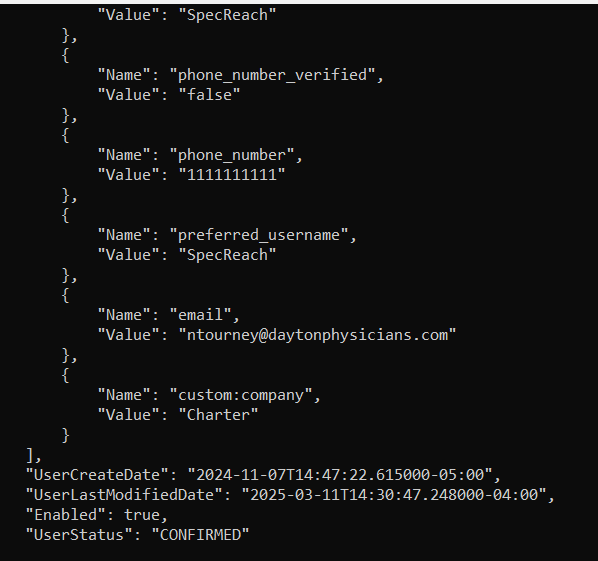 "Value": "SpecReach"
},
{
"Name": "phone_number_verified",
"Value": "false"
},
{
"Name": "phone_number",
"Value": "1111111111"
},
{
"Name": "preferred_username",
"Value": "SpecReach"
},
{
"Name": "email",
"Value": "ntourney@daytonphysicians.com"
},
{
"Name": "custom:company",
"Value": "Charter"
}
],
"UserCreateDate": "2024-11-07T14:47:22.615000-05:00",
"UserLastModifiedDate": "2025-03-11T14:30:47.248000-04:00",
"Enabled": true,
"UserStatus": "CONFIRMED"